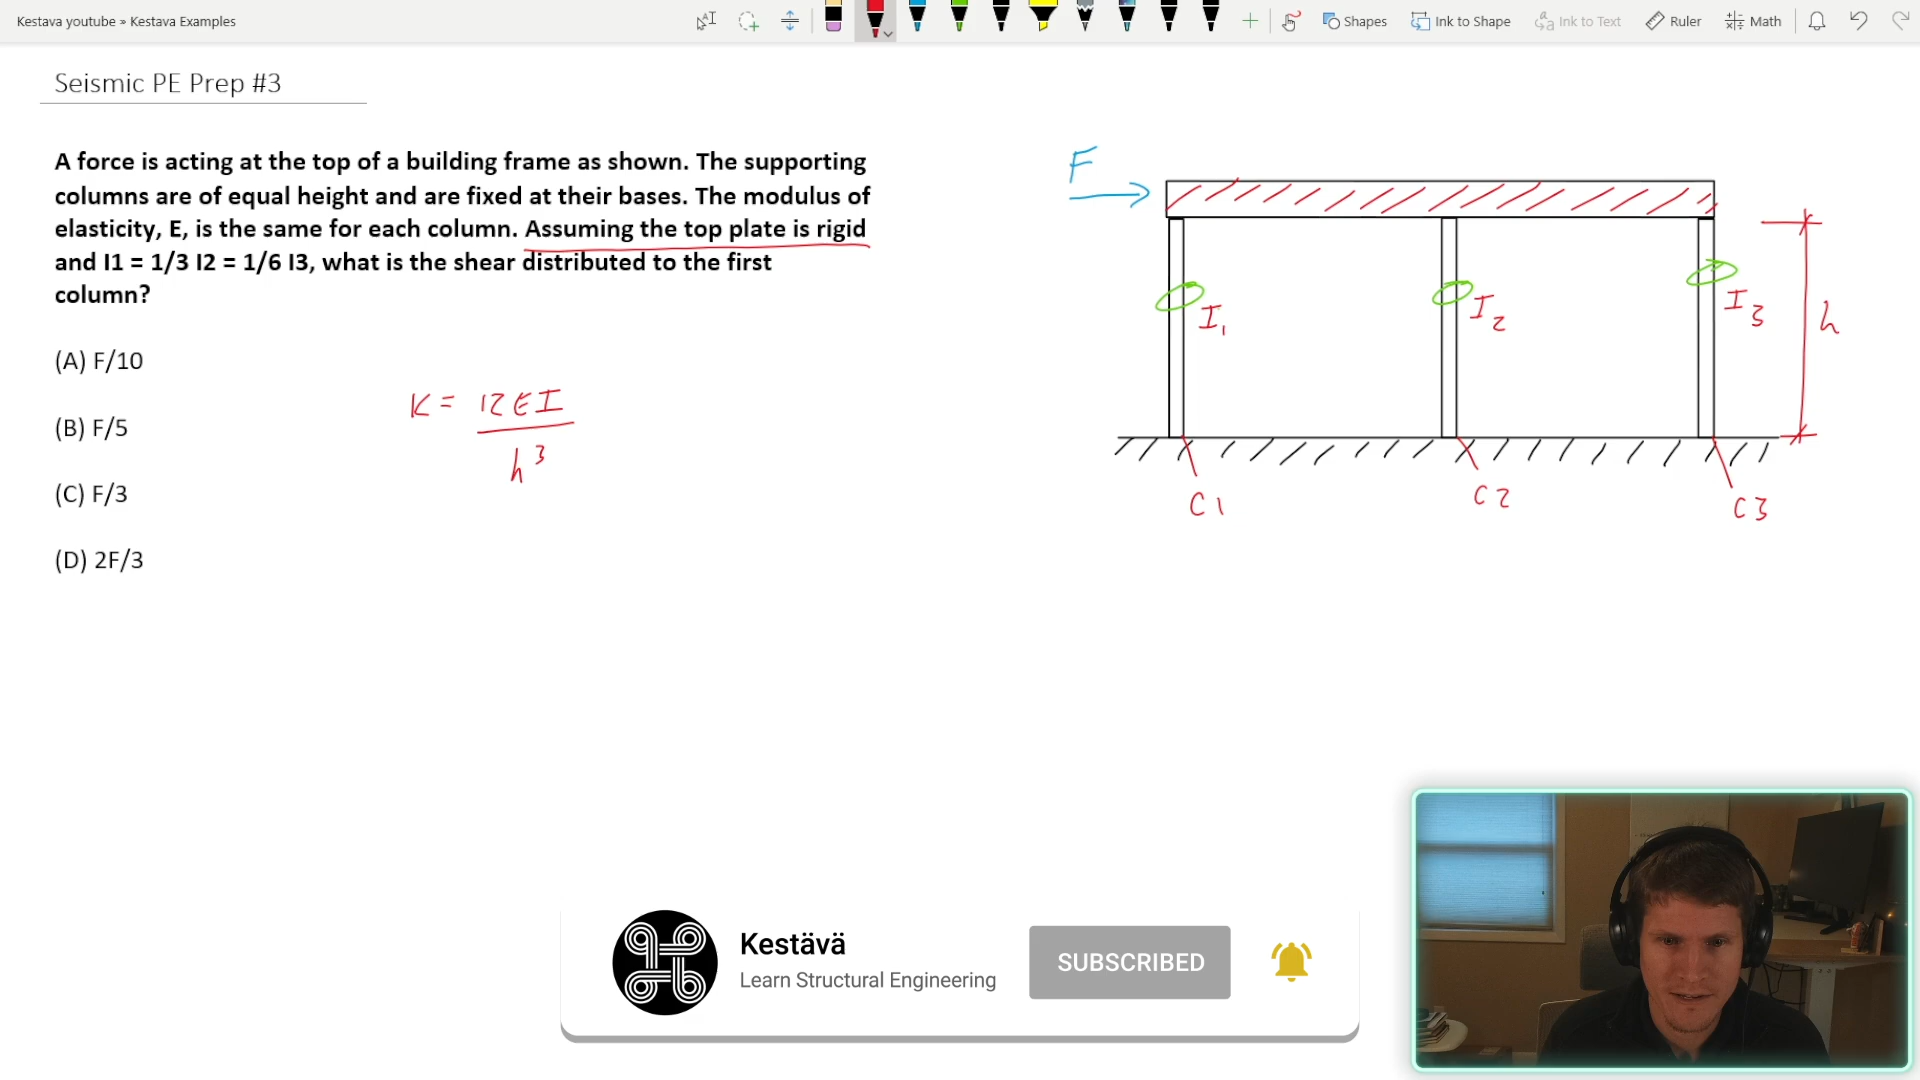 Kestava youtube » Kestava Examples
Shapes
Ink to Shape
Ink to Text
Ruler
Math
Seismic PE Prep #3
A force is acting at the top of a building frame as shown. The supporting
columns are of equal height and are fixed at their bases. The modulus of
elasticity, E, is the same for each column. Assuming the top plate is rigid
and I1 = 1/3 I2 = 1/6 I3, what is the shear distributed to the first
column?
(A) F/10
(B) F/5
(C) F/3
(D) 2F/3
K = 12EI
h³
F
I₁
I₂
I₃
h
C1
C2
C3
Kestävä
Learn Structural Engineering
SUBSCRIBED